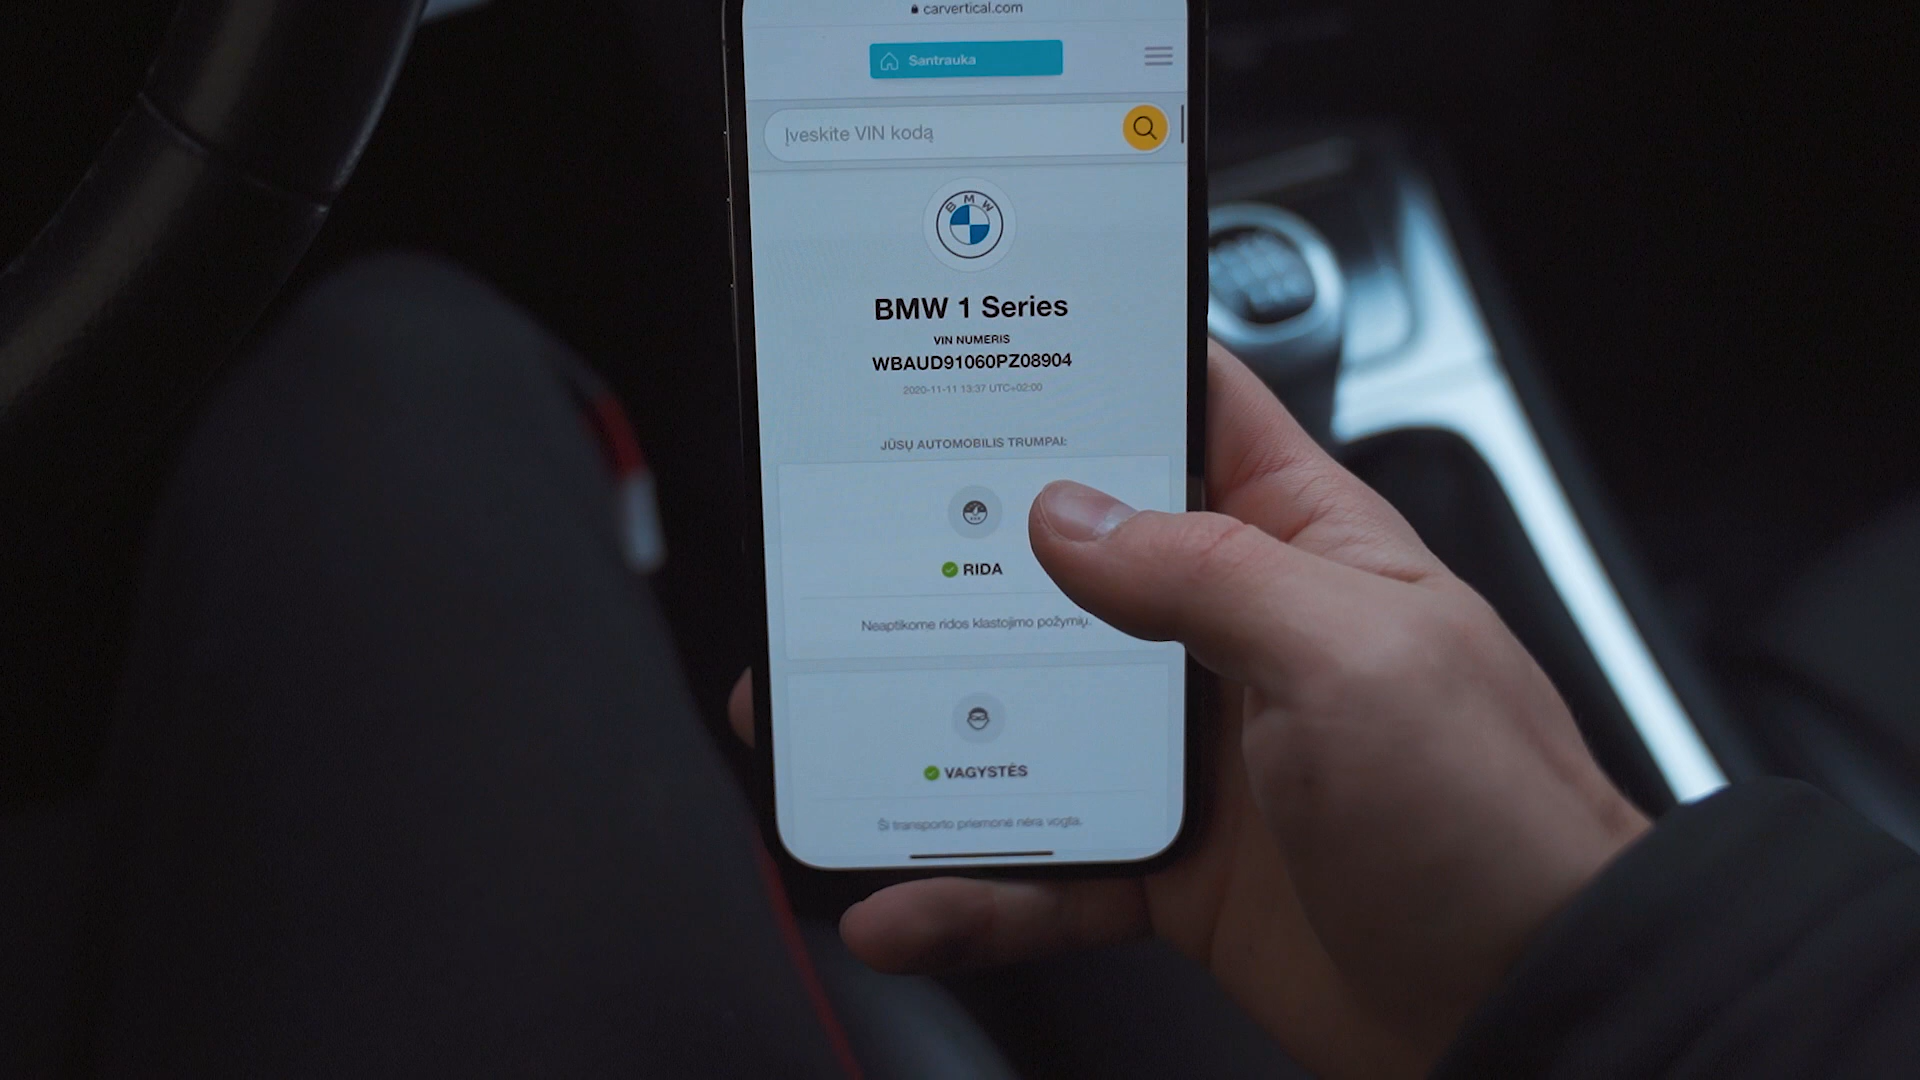 carvertical.com
Santrauka
Įveskite VIN kodą
BMW
BMW 1 Series
VIN NUMERIS
WBAUD91060PZ08904
2020-11-11 13:37 UTC+02:00
JŪSŲ AUTOMOBILIS TRUMPAI:
RIDA
Neaptikome ridos klastojimo požymių.
VAGYSTĖS
Ši transporto priemonė nėra vogta.